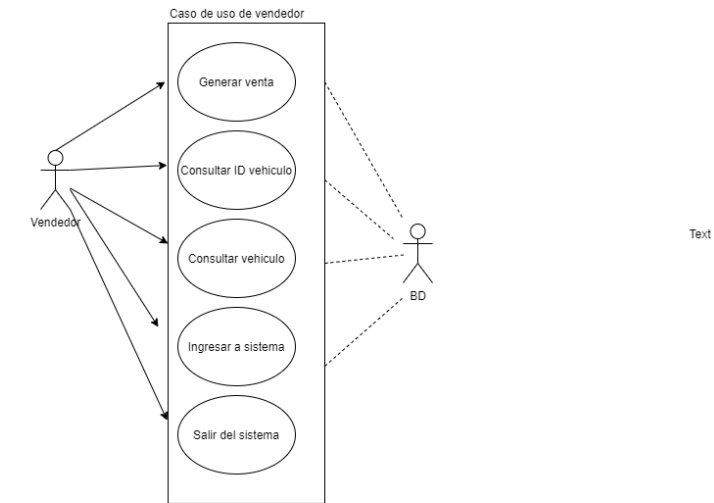 Caso de uso de vendedor
Generar venta
Consultar ID vehiculo
Vendedor
Consultar vehiculo
BD
Ingresar a sistema
Salir del sistema
Text